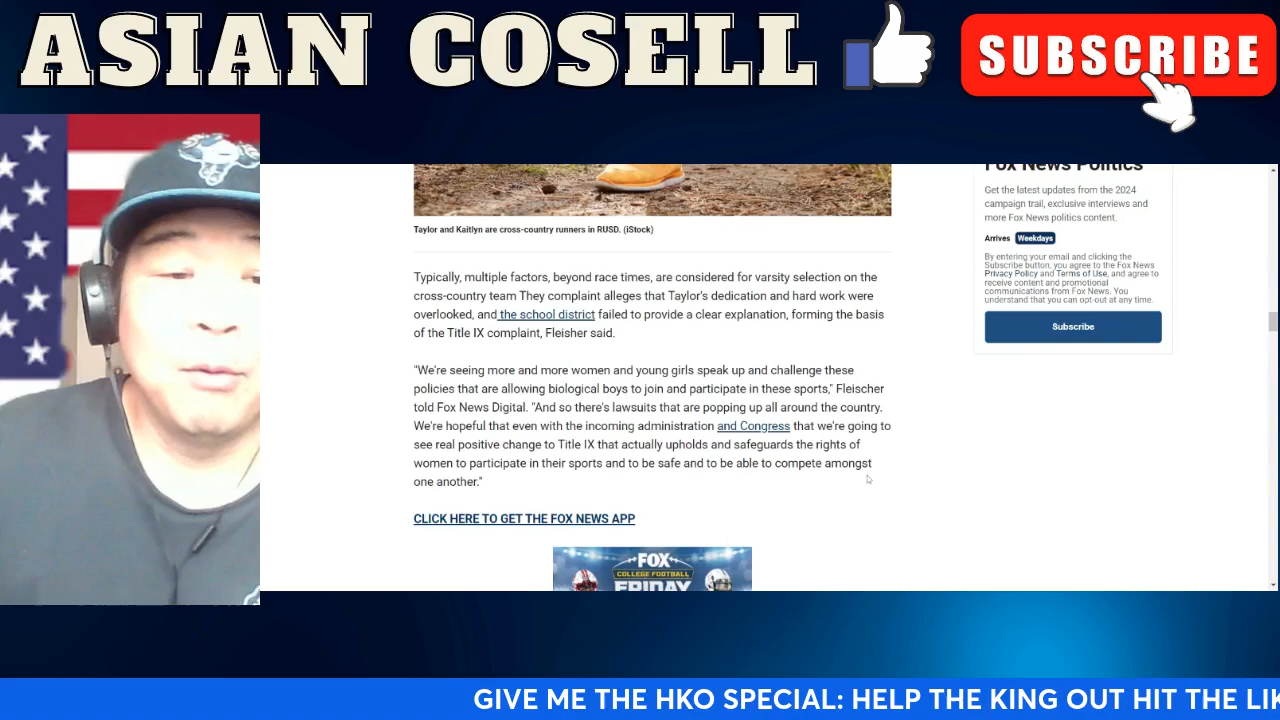 ASIAN COSELL
SUBSCRIBE
Fox News Politics
Get the latest updates from the 2024
campaign trail, exclusive interviews and
more Fox News politics content.
Arrives Weekdays
By entering your email and clicking the
Subscribe button, you agree to the Fox News
Privacy Policy and Terms of Use, and agree to
receive content and promotional
communications from Fox News. You
understand that you can opt-out at any time.
Subscribe
Taylor and Kaitlyn are cross-country runners in RUSD. (iStock)
Typically, multiple factors, beyond race times, are considered for varsity selection on the
cross-country team They complaint alleges that Taylor's dedication and hard work were
overlooked, and the school district failed to provide a clear explanation, forming the basis
of the Title IX complaint, Fleisher said.
"We're seeing more and more women and young girls speak up and challenge these
policies that are allowing biological boys to join and participate in these sports," Fleischer
told Fox News Digital. "And so there's lawsuits that are popping up all around the country.
We're hopeful that even with the incoming administration and Congress that we're going to
see real positive change to Title IX that actually upholds and safeguards the rights of
women to participate in their sports and to be safe and to be able to compete amongst
one another."
CLICK HERE TO GET THE FOX NEWS APP
FOX
COLLEGE FOOTBALL
FRIDAY
GIVE ME THE HKO SPECIAL: HELP THE KING OUT HIT THE LIK